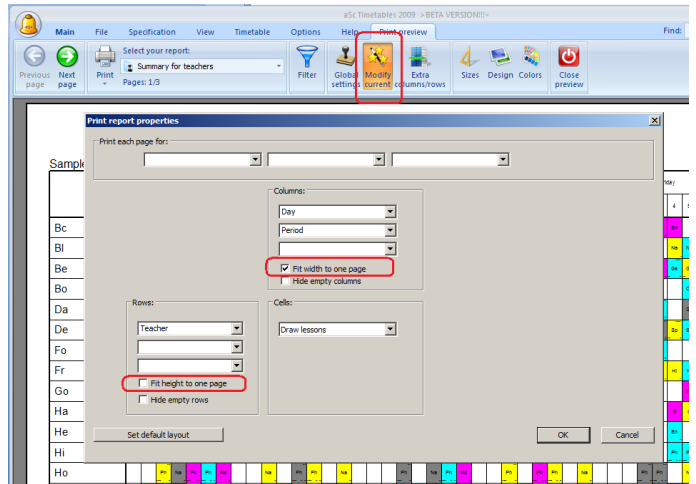 aSc Timetables 2009 -> BETA VERSION!!!-
Main File Specification View Timetable Options Help Print preview Find:
Previous page
Next page
Print
Select your report:
Summary for teachers
Pages: 1/3
Filter
Global settings
Modify current
Extra columns/rows
Sizes
Design
Colors
Close preview
Print report properties
Print each page for:
Sample
Columns:
Day
Period
Fit width to one page
Hide empty columns
Rows:
Cells:
Teacher
Draw lessons
Fit height to one page
Hide empty rows
Set default layout
OK
Cancel
4
Bc
Bl
Be
Bo
Da
De
Fo
Fr
Go
Ha
He
Hi
Ho